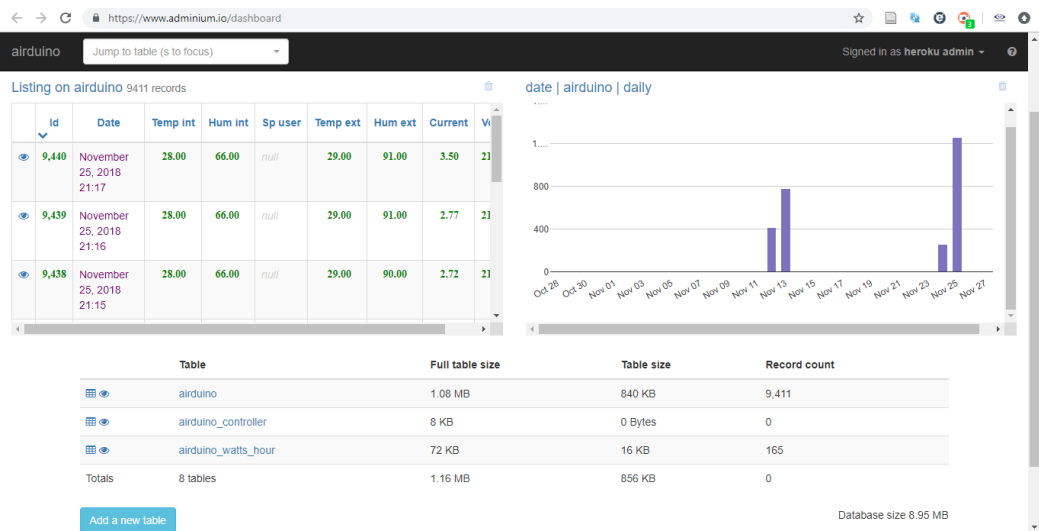 https://www.adminium.io/dashboard
3
airduino
Jump to table (s to focus)
Signed in as heroku admin
Listing on airduino 9411 records
Id Date Temp int Hum int Sp user Temp ext Hum ext Current
9,440 November 25, 2018 21:17 28.00 66.00 null 29.00 91.00 3.50
9,439 November 25, 2018 21:16 28.00 66.00 null 29.00 91.00 2.77
9,438 November 25, 2018 21:15 28.00 66.00 null 29.00 90.00 2.72
date | airduino | daily
1....
800
400
0
Oct 28 Oct 30 Nov 01 Nov 03 Nov 05 Nov 07 Nov 09 Nov 11 Nov 13 Nov 15 Nov 17 Nov 19 Nov 21 Nov 23 Nov 25 Nov 27
Table Full table size Table size Record count
airduino 1.08 MB 840 KB 9,411
airduino_controller 8 KB 0 Bytes 0
airduino_watts_hour 72 KB 16 KB 165
Totals 8 tables 1.16 MB 856 KB 0
Add a new table
Database size 8.95 MB